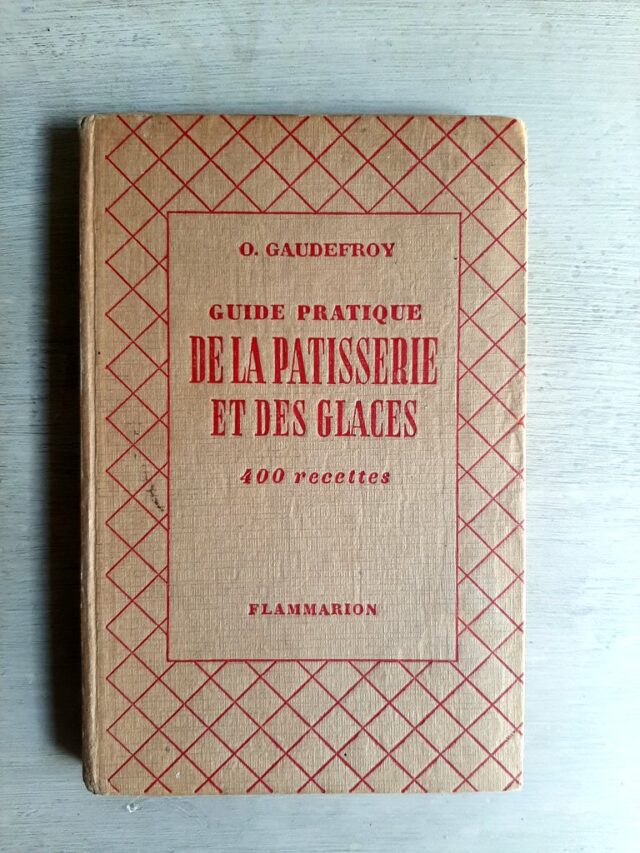 O. GAUDEFROY
GUIDE PRATIQUE
DE LA PATISSERIE
ET DES GLACES
400 recettes
FLAMMARION